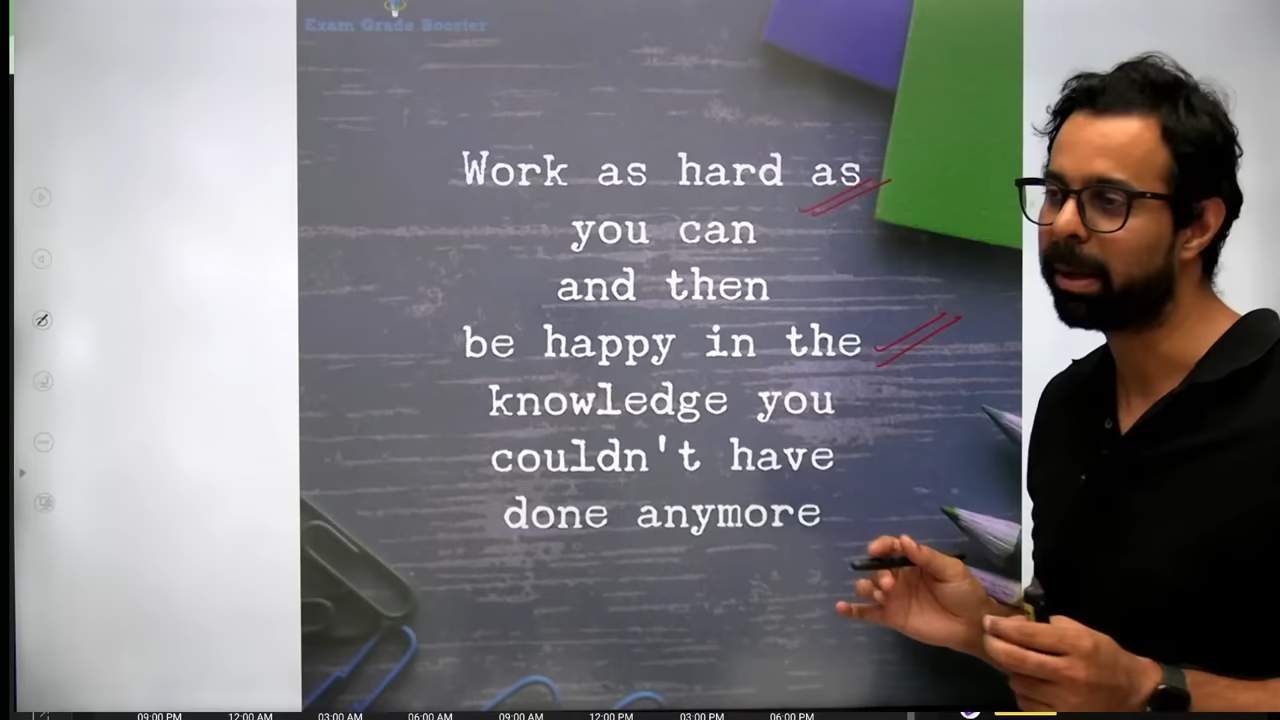 Exam Grade Booster
Work as hard as
you can
and then
be happy in the
knowledge you
couldn't have
done anymore
09:00 PM 12:00 AM 03:00 AM 06:00 AM 09:00 AM 12:00 PM 03:00 PM 06:00 PM